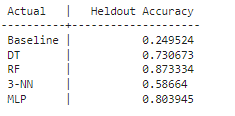 Actual | Heldout Accuracy
---------+--------------------
Baseline | 0.249524
DT | 0.730673
RF | 0.873334
3-NN | 0.58664
MLP | 0.803945